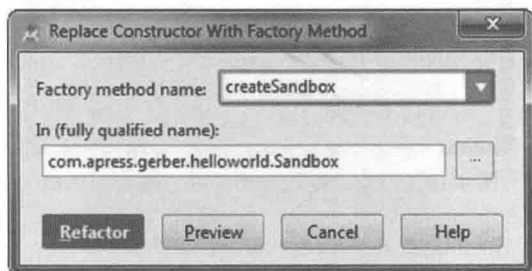 Replace Constructor With Factory Method
Factory method name: createSandbox
In (fully qualified name):
com.apress.gerber.helloworld.Sandbox ...
Refactor Preview Cancel Help